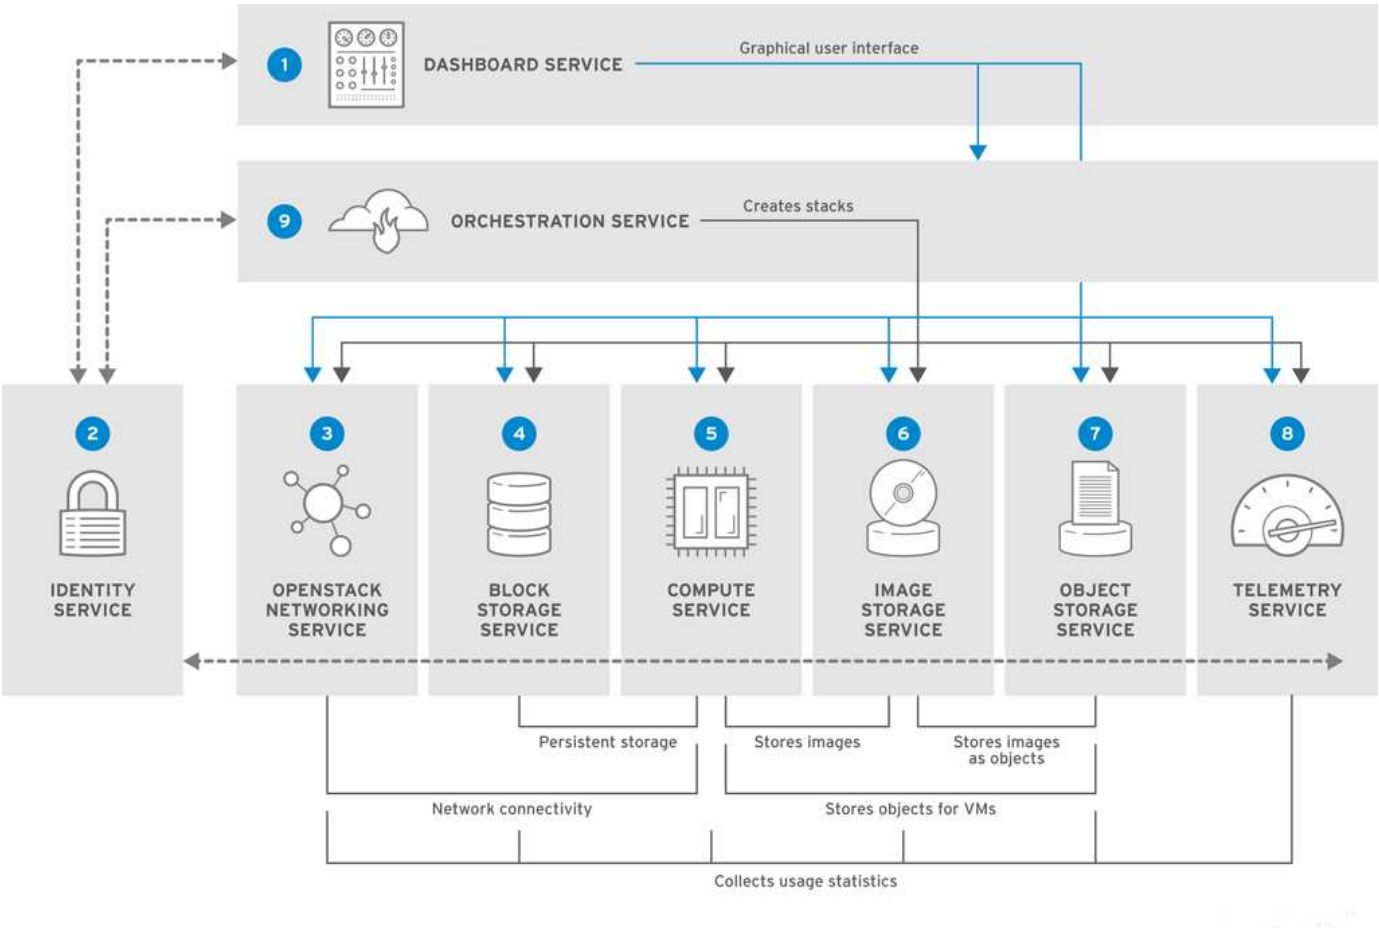 1
DASHBOARD SERVICE
Graphical user interface
9
ORCHESTRATION SERVICE
Creates stacks
2
IDENTITY
SERVICE
3
OPENSTACK
NETWORKING
SERVICE
4
BLOCK
STORAGE
SERVICE
5
COMPUTE
SERVICE
6
IMAGE
STORAGE
SERVICE
7
OBJECT
STORAGE
SERVICE
8
TELEMETRY
SERVICE
Persistent storage
Stores images
Stores images
as objects
Network connectivity
Stores objects for VMs
Collects usage statistics